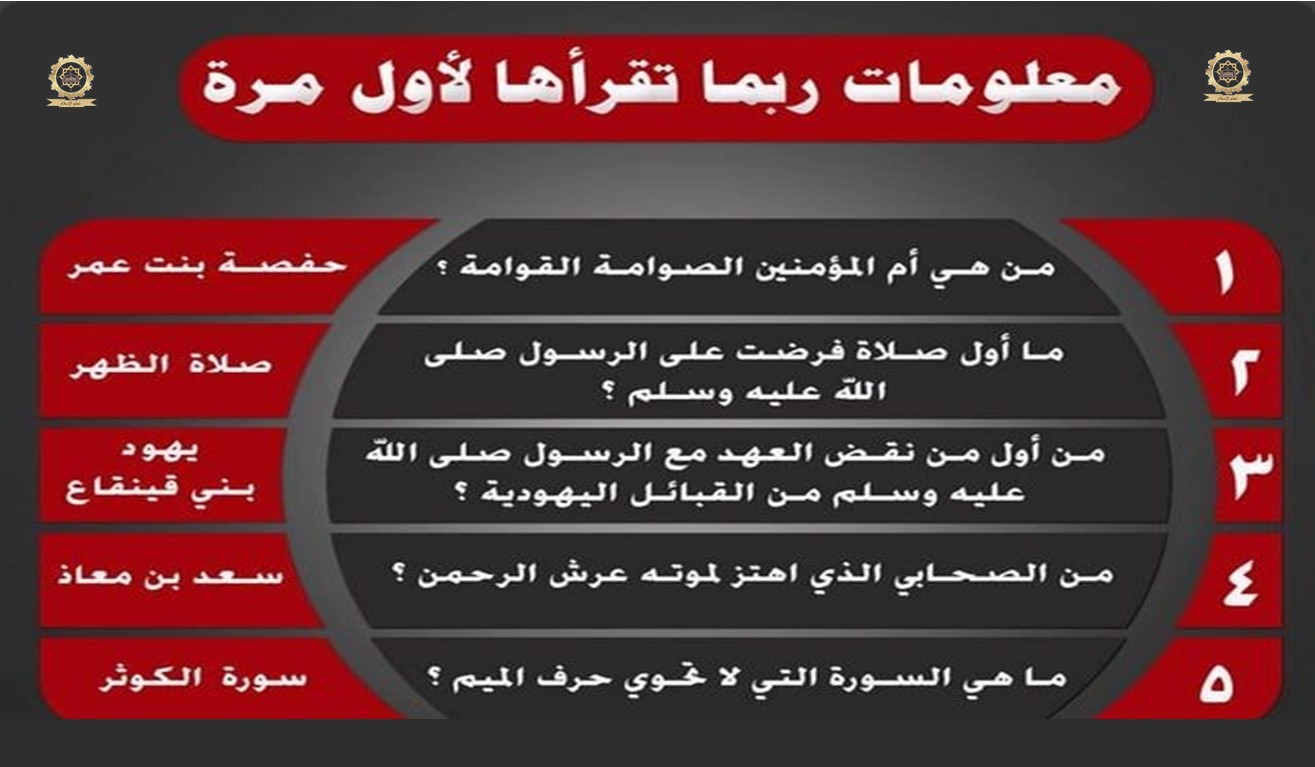 معلومات ربما تقرأها لأول مرة
١
من هي أم المؤمنين الصوامة القوامة ؟
حفصة بنت عمر
٢
ما أول صلاة فرضت على الرسول صلى
الله عليه وسلم ؟
صلاة الظهر
٣
من أول من نقض العهد مع الرسول صلى الله
عليه وسلم من القبائل اليهودية ؟
يهود
بني قينقاع
٤
من الصحابي الذي اهتز لموته عرش الرحمن ؟
سعد بن معاذ
٥
ما هي السورة التي لا تحوي حرف الميم ؟
سورة الكوثر